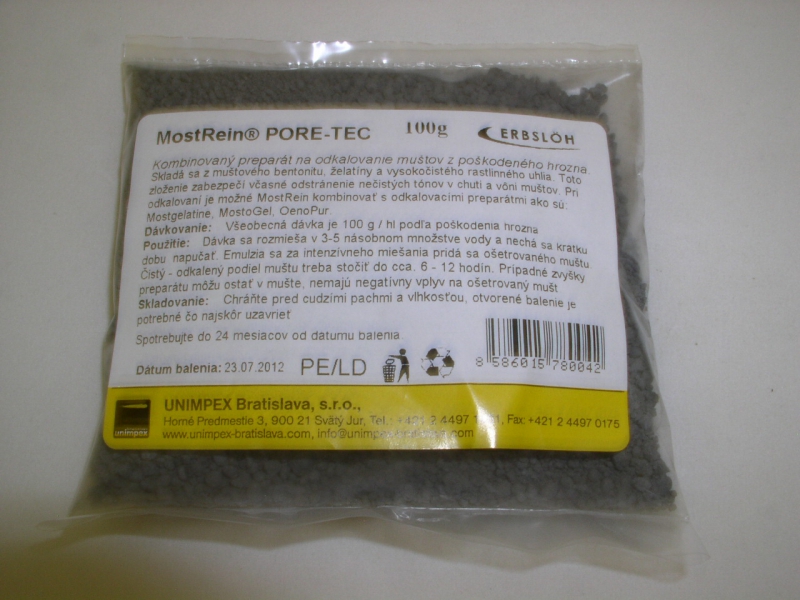 MostRein® PORE-TEC 100g ERBSLÖH
Kombinovaný preparát na odkaľovanie muštov z poškodeného hrozna.
Skladá sa z muštového bentonitu, želatíny a vysokočistého rastlinného uhlia. Toto
zloženie zabezpečí včasné odstránenie nečistých tónov v chuti a vôni muštov. Pri
odkaľovaní je možné MostRein kombinovať s odkaľovacími preparátmi ako sú:
Mostgelatine, MostoGel, OenoPur.
Dávkovanie: Všeobecná dávka je 100 g / hl podľa poškodenia hrozna
Použitie: Dávka sa rozmieša v 3-5 násobnom množstve vody a nechá sa krátku
dobu napučať. Emulzia sa za intenzívneho miešania pridá sa ošetrovaného muštu.
Čistý - odkalený podiel muštu treba stočiť do cca. 6 - 12 hodín. Prípadné zvyšky
preparátu môžu ostať v mušte, nemajú negatívny vplyv na ošetrovaný mušt
Skladovanie: Chráňte pred cudzími pachmi a vlhkosťou, otvorené balenie je
potrebné čo najskôr uzavrieť
Spotrebujte do 24 mesiacov od dátumu balenia
Dátum balenia: 23.07.2012 PE/LD
8 586015 780042
unimpex
UNIMPEX Bratislava, s.r.o.,
Horné Predmestie 3, 900 21 Svätý Jur, Tel.: +421 2 4497, Fax: +421 2 4497 0175
www.unimpex-bratislava.com,